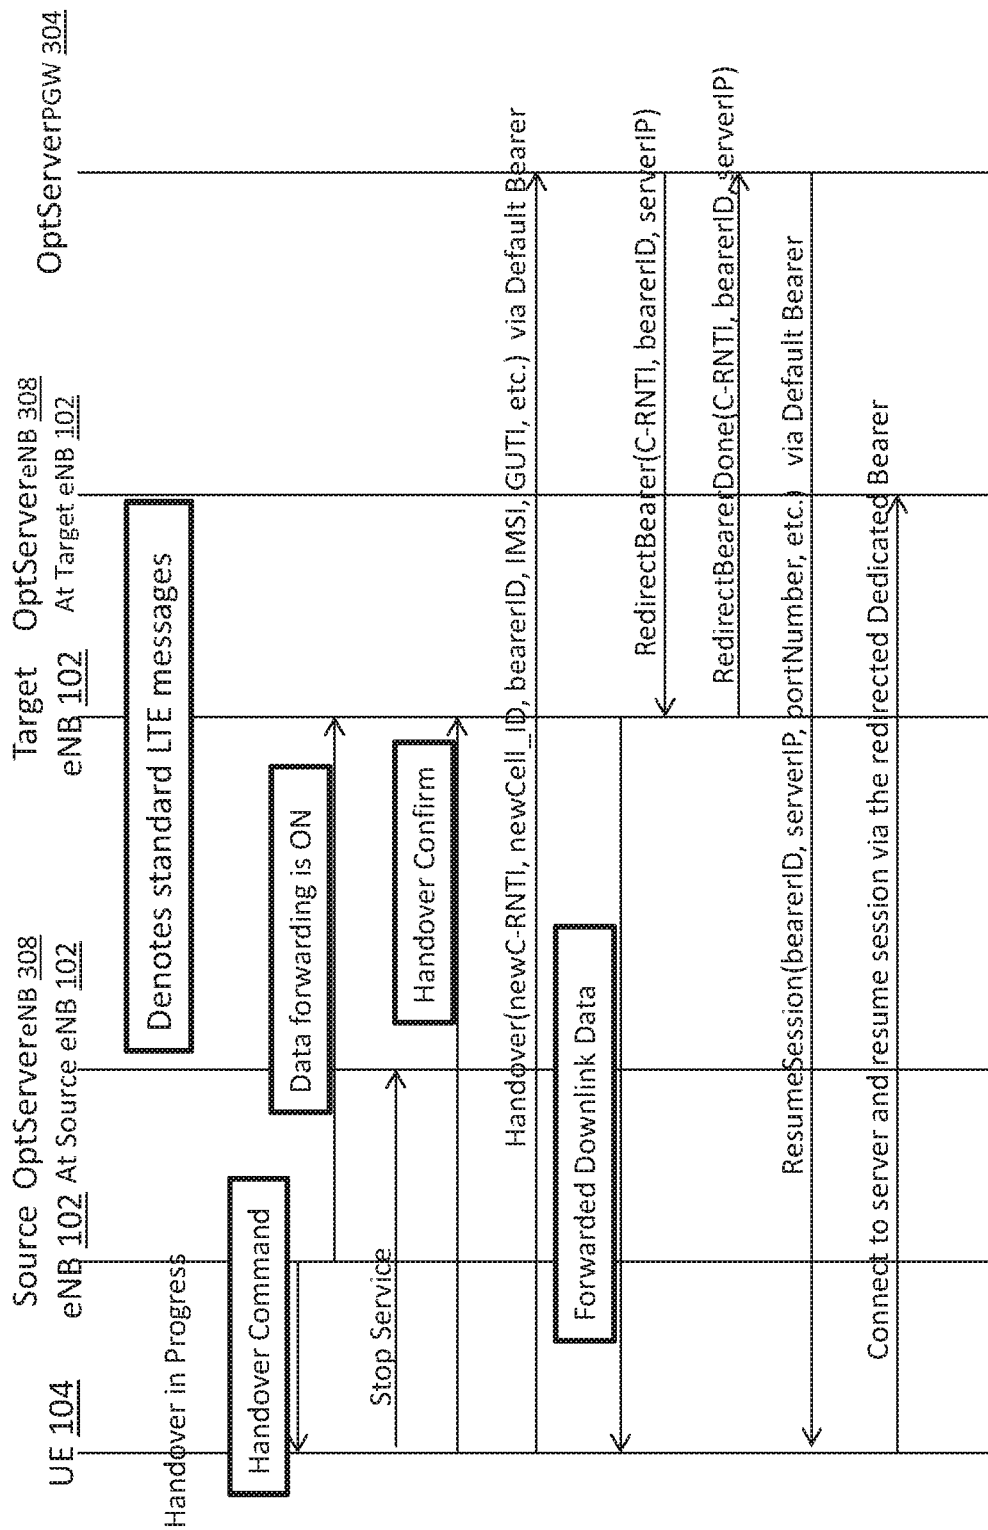 UE 104
Source
eNB 102
OptServereNB 308
At Source eNB 102
Target
eNB 102
OptServereNB 308
At Target eNB 102
OptServerPGW 304
Denotes standard LTE messages
Handover in Progress
Handover Command
Data forwarding is ON
Stop Service
Handover Confirm
Handover(newC-RNTI, newCell_ID, bearerID, IMSI, GUTI, etc.) via Default Bearer
Forwarded Downlink Data
RedirectBearer(C-RNTI, bearerID, serverIP)
RedirectBearerDone(C-RNTI, bearerID, serverIP)
ResumeSession(bearerID, serverIP, portNumber, etc.) via Default Bearer
Connect to server and resume session via the redirected Dedicated Bearer